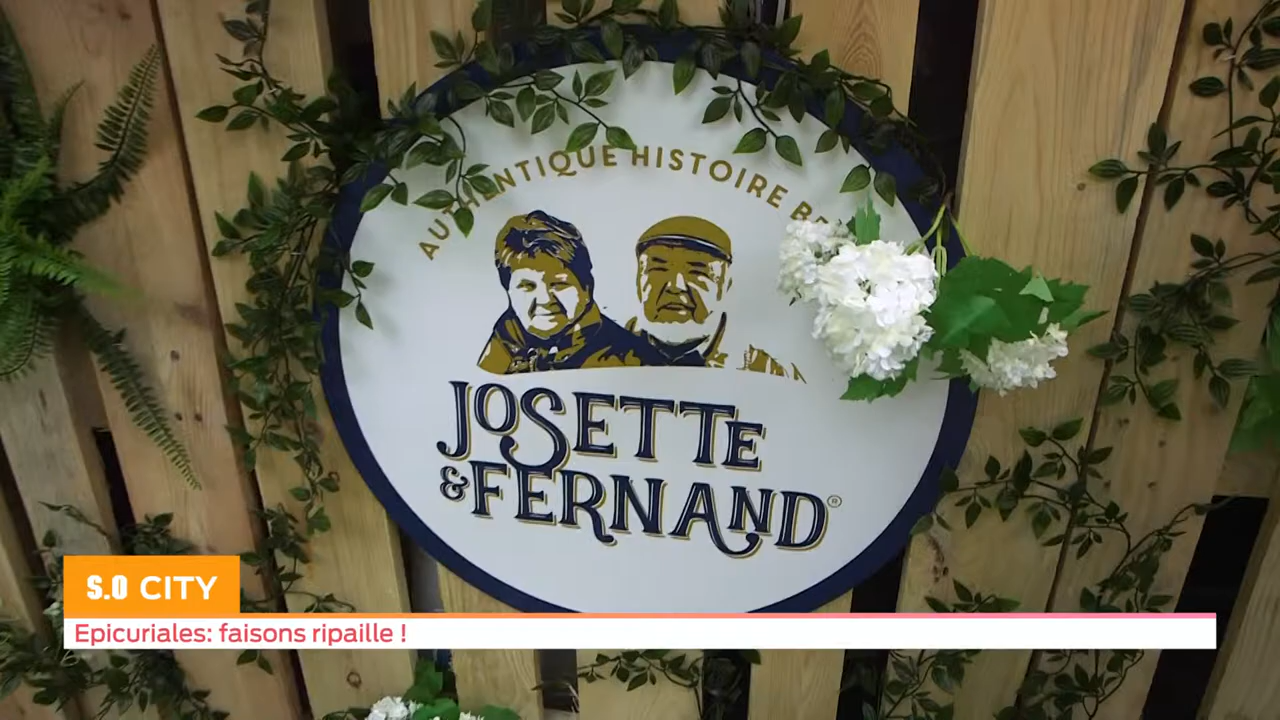 AUTHENTIQUE HISTOIRE
JOSETTE
& FERNAND®
S.O CITY
Epicuriales: faisons ripaille !